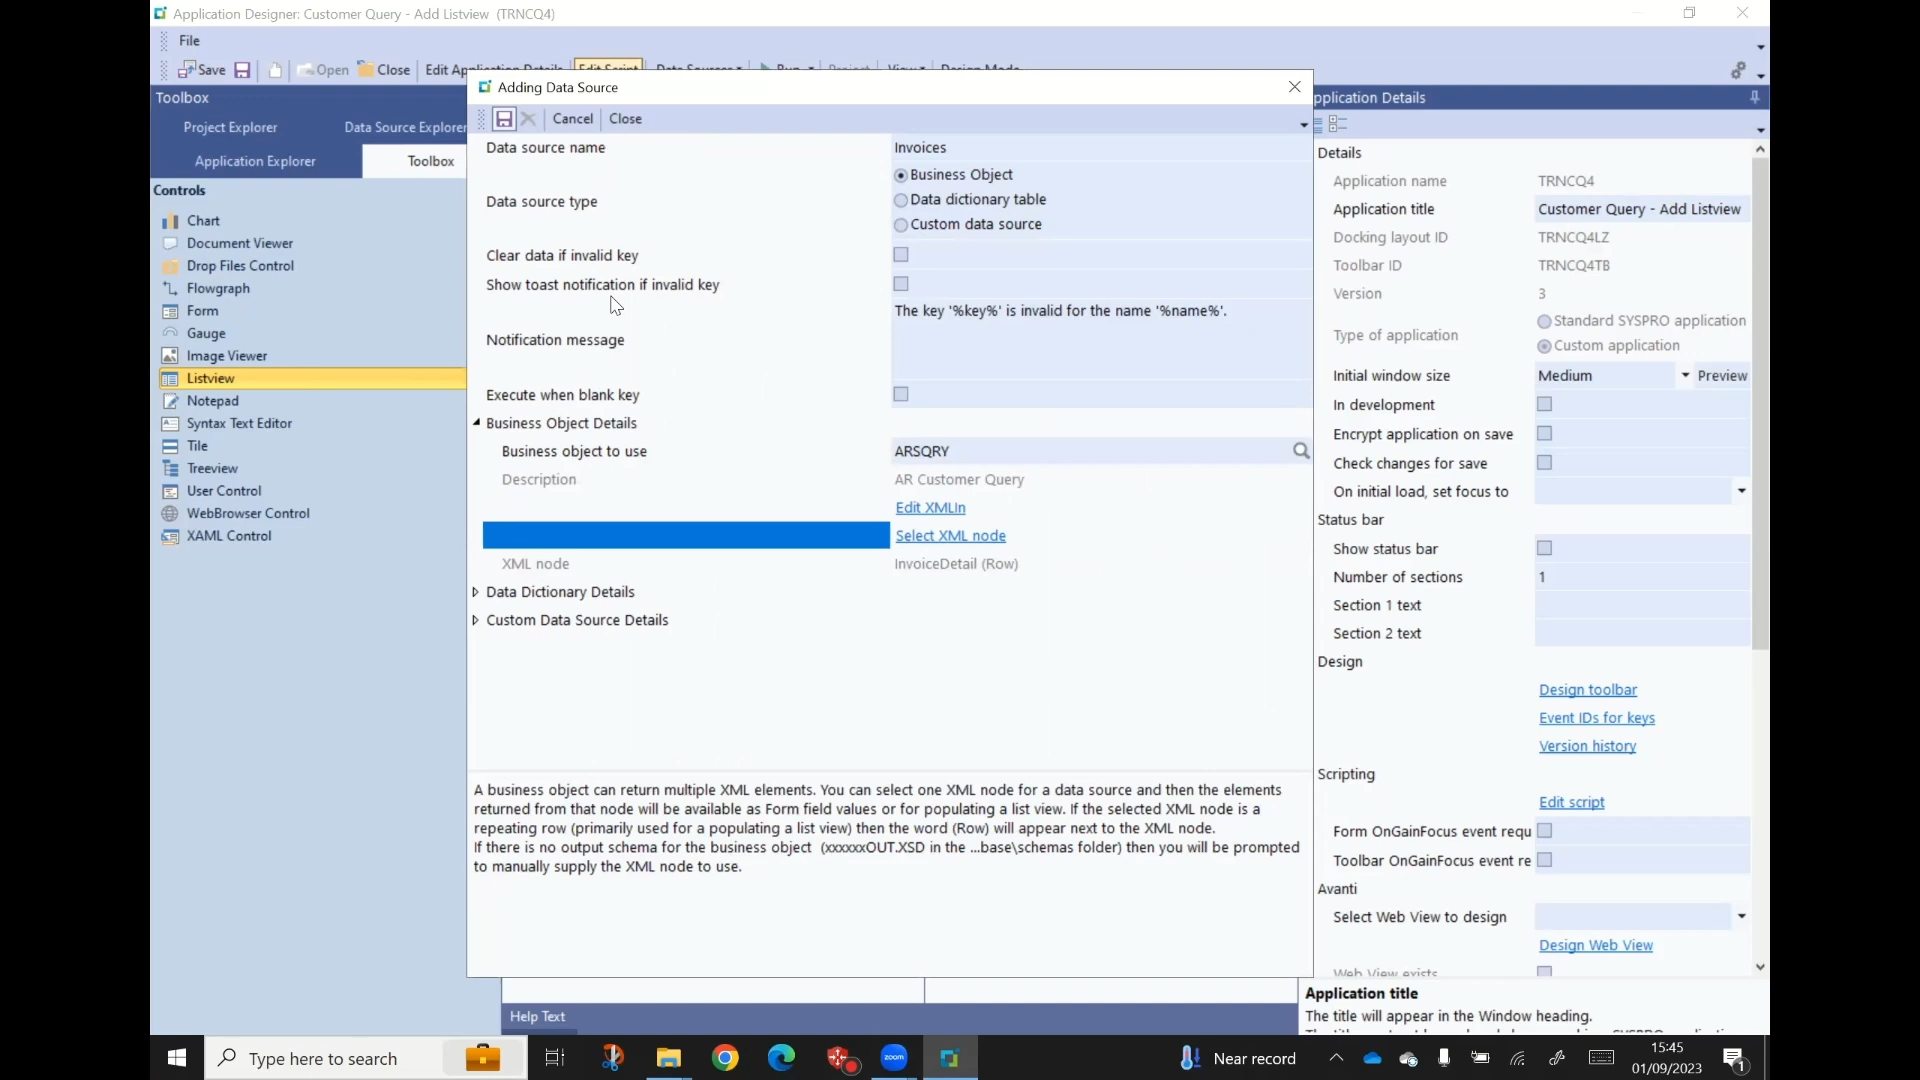 Application Designer: Customer Query - Add Listview (TRNCQ4)
File
Save Open Close Edit Application Details Edit Script Data Sources Run Project View Design Mode
Toolbox
Project Explorer Data Source Explorer
Application Explorer Toolbox
Controls
Chart
Document Viewer
Drop Files Control
Flowgraph
Form
Gauge
Image Viewer
Listview
Notepad
Syntax Text Editor
Tile
Treeview
User Control
WebBrowser Control
XAML Control
Adding Data Source
Cancel Close
Data source name Invoices
Data source type
Business Object
Data dictionary table
Custom data source
Clear data if invalid key
Show toast notification if invalid key
Notification message
The key '%key%' is invalid for the name '%name%'.
Execute when blank key
Business Object Details
Business object to use ARSQRY
Description AR Customer Query
Edit XMLIn
Select XML node
XML node InvoiceDetail (Row)
Data Dictionary Details
Custom Data Source Details
A business object can return multiple XML elements. You can select one XML node for a data source and then the elements
returned from that node will be available as Form field values or for populating a list view. If the selected XML node is a
repeating row (primarily used for a populating a list view) then the word (Row) will appear next to the XML node.
If there is no output schema for the business object (xxxxxxOUT.XSD in the ...base\schemas folder) then you will be prompted
to manually supply the XML node to use.
Help Text
pplication Details
Details
Application name TRNCQ4
Application title Customer Query - Add Listview
Docking layout ID TRNCQ4LZ
Toolbar ID TRNCQ4TB
Version 3
Type of application
Standard SYSPRO application
Custom application
Initial window size Medium Preview
In development
Encrypt application on save
Check changes for save
On initial load, set focus to
Status bar
Show status bar
Number of sections 1
Section 1 text
Section 2 text
Design
Design toolbar
Event IDs for keys
Version history
Scripting
Edit script
Form OnGainFocus event requ
Toolbar OnGainFocus event re
Avanti
Select Web View to design
Design Web View
Web View exists
Application title
The title will appear in the Window heading.
Type here to search
zoom
Near record
15:45
01/09/2023
1